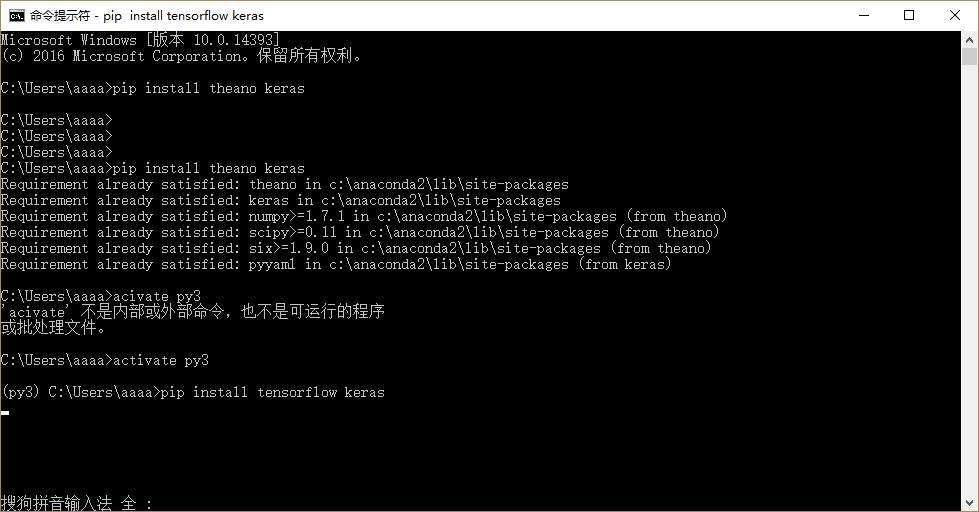 命令提示符 - pip  install tensorflow keras
Microsoft Windows [版本 10.0.14393]
(c) 2016 Microsoft Corporation。保留所有权利。
C:\Users\aaaa>pip install theano keras
C:\Users\aaaa>
C:\Users\aaaa>
C:\Users\aaaa>
C:\Users\aaaa>pip install theano keras
Requirement already satisfied: theano in c:\anaconda2\lib\site-packages
Requirement already satisfied: keras in c:\anaconda2\lib\site-packages
Requirement already satisfied: numpy>=1.7.1 in c:\anaconda2\lib\site-packages (from theano)
Requirement already satisfied: scipy>=0.11 in c:\anaconda2\lib\site-packages (from theano)
Requirement already satisfied: six>=1.9.0 in c:\anaconda2\lib\site-packages (from theano)
Requirement already satisfied: pyyaml in c:\anaconda2\lib\site-packages (from keras)
C:\Users\aaaa>acivate py3
'acivate' 不是内部或外部命令，也不是可运行的程序
或批处理文件。
C:\Users\aaaa>activate py3
(py3) C:\Users\aaaa>pip install tensorflow keras
搜狗拼音输入法 全 :